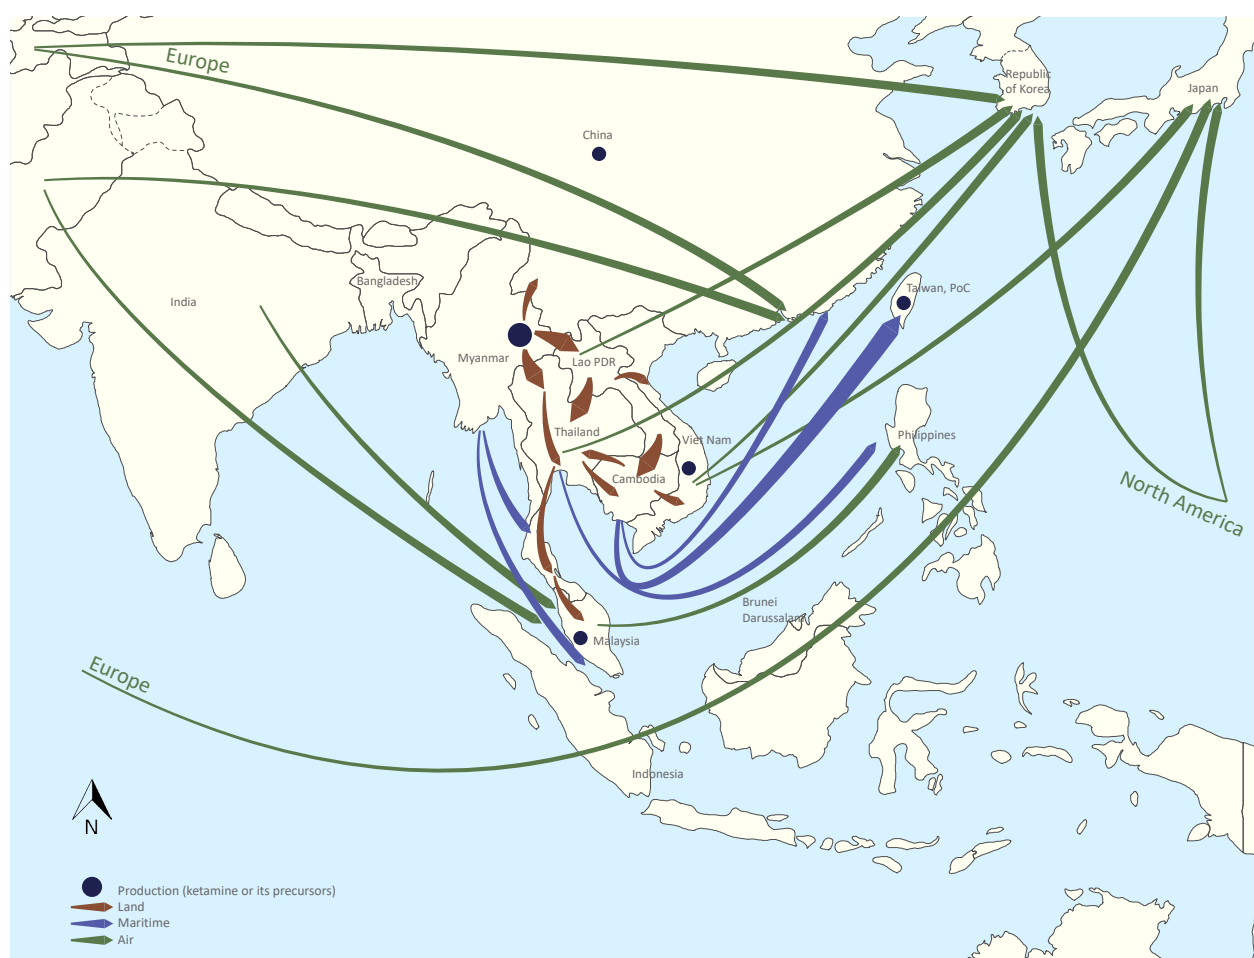 Europe
Republic
of Korea
Japan
China
India
Bangladesh
Taiwan, PoC
Myanmar
Lao PDR
Thailand
Viet Nam
Philippines
Cambodia
North America
Brunei
Darussalam
Malaysia
Europe
Indonesia
N
Production (ketamine or its precursors)
Land
Maritime
Air